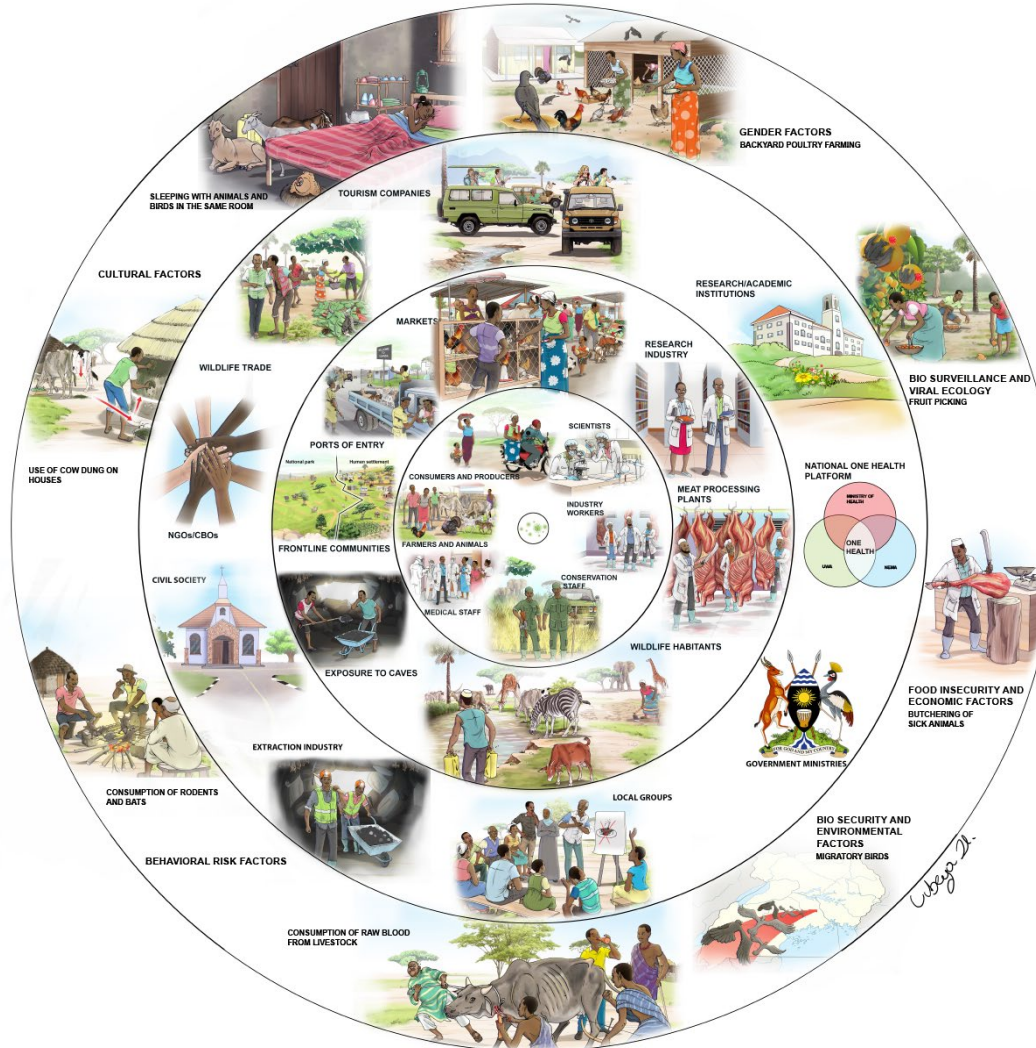 GENDER FACTORS
BACKYARD POULTRY FARMING
SLEEPING WITH ANIMALS AND
BIRDS IN THE SAME ROOM
TOURISM COMPANIES
CULTURAL FACTORS
RESEARCH/ACADEMIC
INSTITUTIONS
MARKETS
RESEARCH
INDUSTRY
WILDLIFE TRADE
BIO SURVEILLANCE AND
VIRAL ECOLOGY
FRUIT PICKING
PORTS OF ENTRY
SCIENTISTS
National park
Human settlement
CONSUMERS AND PRODUCERS
USE OF COW DUNG ON
HOUSES
NATIONAL ONE HEALTH
PLATFORM
MINISTRY OF
HEALTH
MEAT PROCESSING
PLANTS
INDUSTRY
WORKERS
NGOs/CBOs
FRONTLINE COMMUNITIES
FARMERS AND ANIMALS
ONE
HEALTH
UWA
NEMA
CIVIL SOCIETY
CONSERVATION
STAFF
MEDICAL STAFF
WILDLIFE HABITANTS
EXPOSURE TO CAVES
FOOD INSECURITY AND
ECONOMIC FACTORS
BUTCHERING OF
SICK ANIMALS
EXTRACTION INDUSTRY
FOR GOD AND MY COUNTRY
GOVERNMENT MINISTRIES
CONSUMPTION OF RODENTS
AND BATS
LOCAL GROUPS
BIO SECURITY AND
ENVIRONMENTAL
FACTORS
MIGRATORY BIRDS
BEHAVIORAL RISK FACTORS
CONSUMPTION OF RAW BLOOD
FROM LIVESTOCK